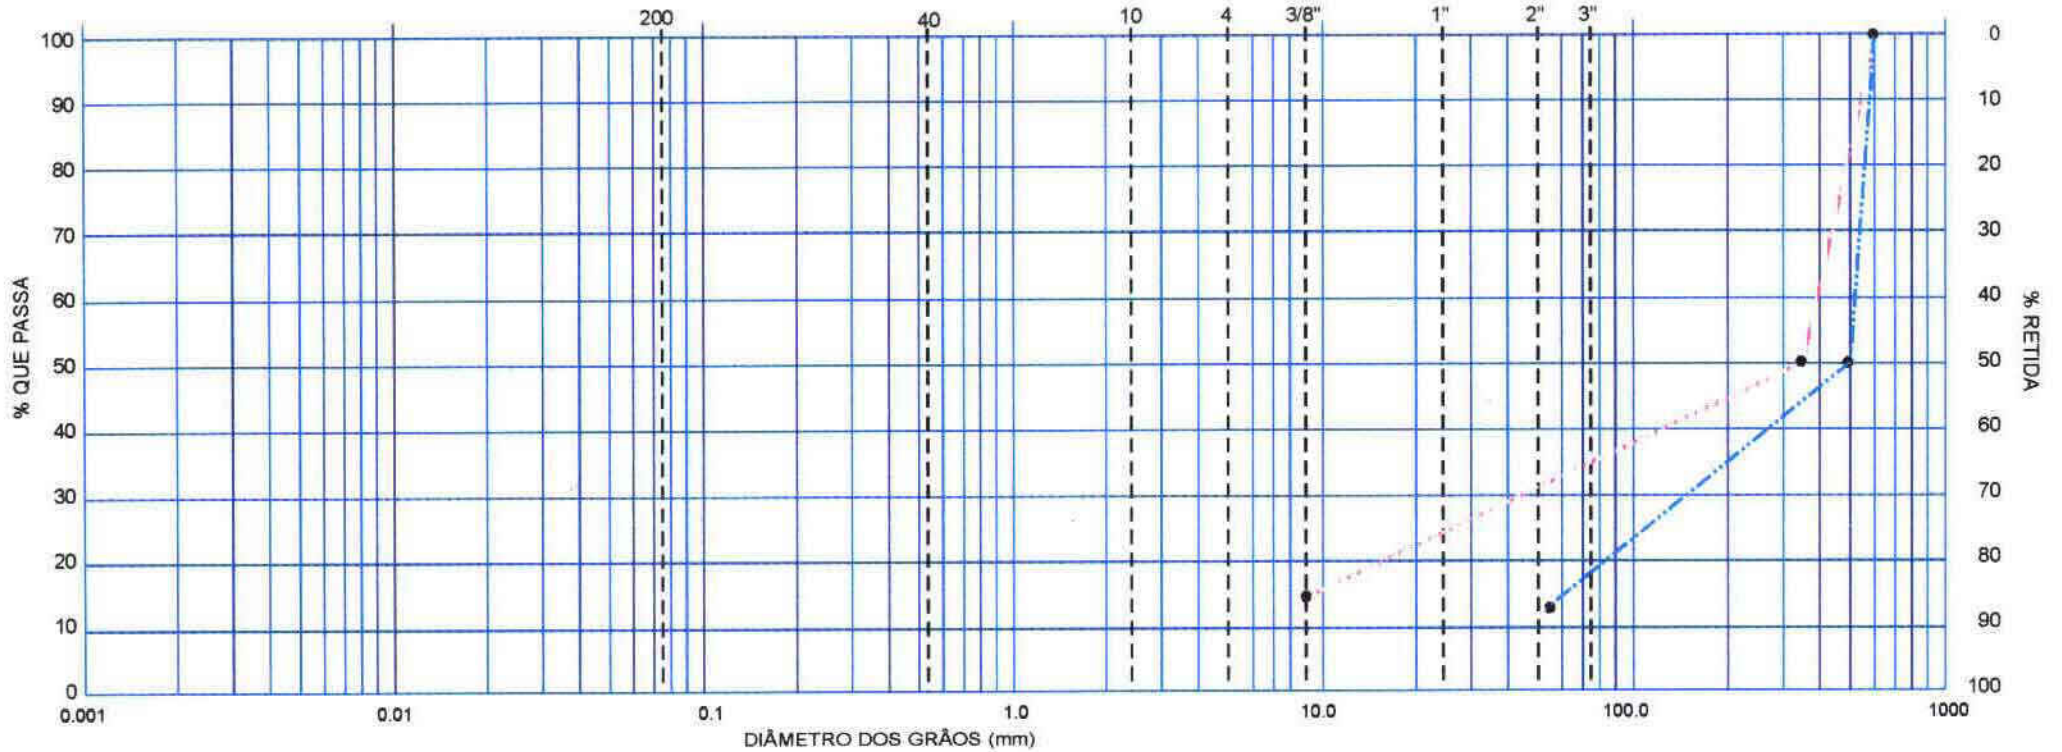 200 40 10 4 3/8" 1" 2" 3"
100 0
90 10
80 20
70 30
60 40
50 50
40 60
30 70
20 80
10 90
0 100
% QUE PASSA
% RETIDA
0.001 0.01 0.1 1.0 10.0 100.0 1000
DIÂMETRO DOS GRÃOS (mm)